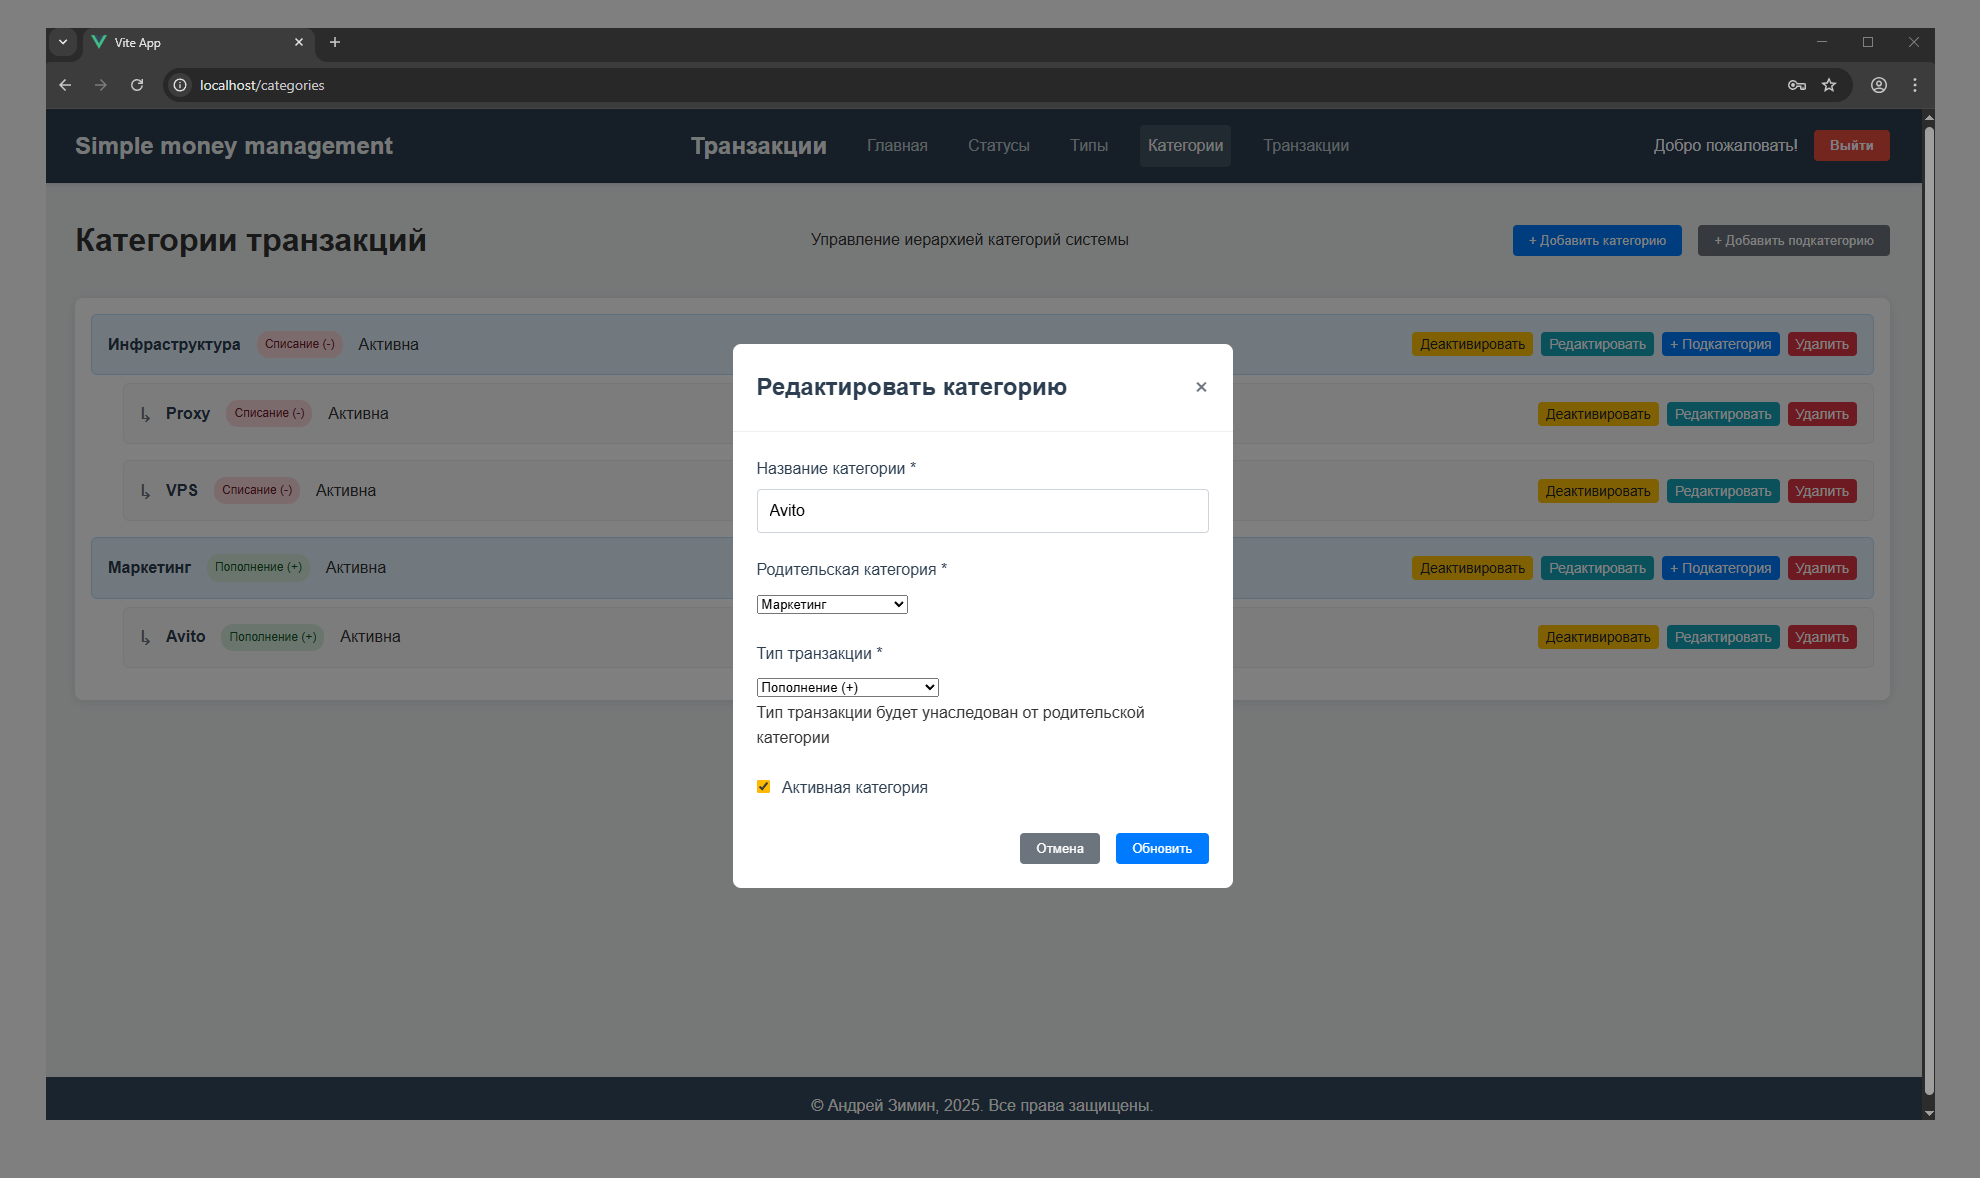 Vite App
localhost/categories
Simple money management
Транзакции Главная Статусы Типы Категории Транзакции
Добро пожаловать! Выйти
Категории транзакций
Управление иерархией категорий системы
+ Добавить категорию + Добавить подкатегорию
Инфраструктура Списание (-) Активна
Деактивировать Редактировать + Подкатегория Удалить
Proxy Списание (-) Активна
Деактивировать Редактировать Удалить
VPS Списание (-) Активна
Деактивировать Редактировать Удалить
Маркетинг Пополнение (+) Активна
Деактивировать Редактировать + Подкатегория Удалить
Avito Пополнение (+) Активна
Деактивировать Редактировать Удалить
Редактировать категорию ×
Название категории *
Avito
Родительская категория *
Маркетинг
Тип транзакции *
Пополнение (+)
Тип транзакции будет унаследован от родительской
категории
Активная категория
Отмена Обновить
© Андрей Зимин, 2025. Все права защищены.